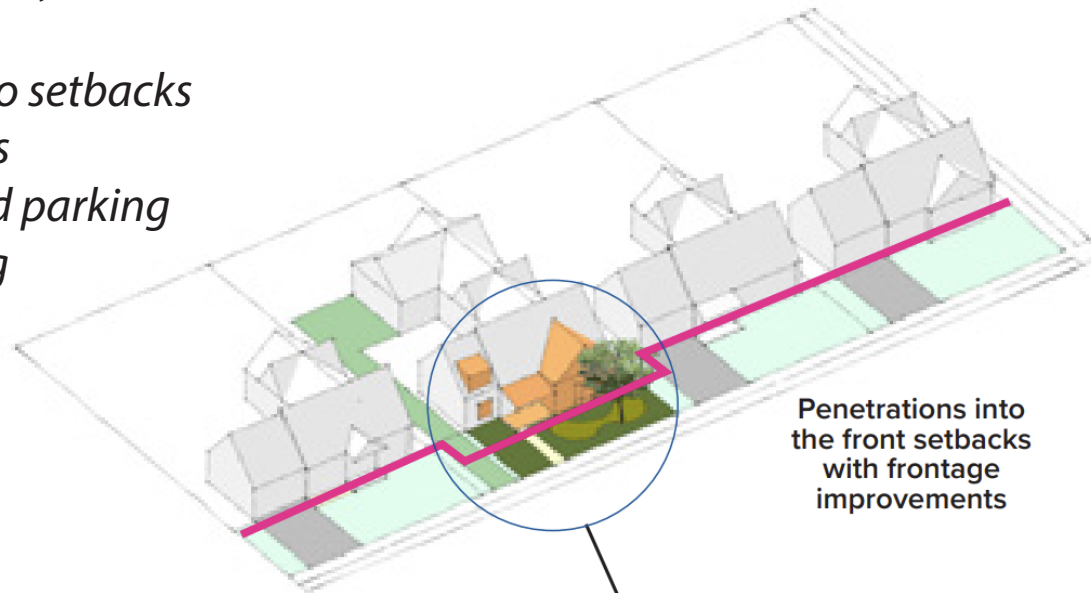 o setbacks
s
d parking
g
Penetrations into
the front setbacks
with frontage
improvements